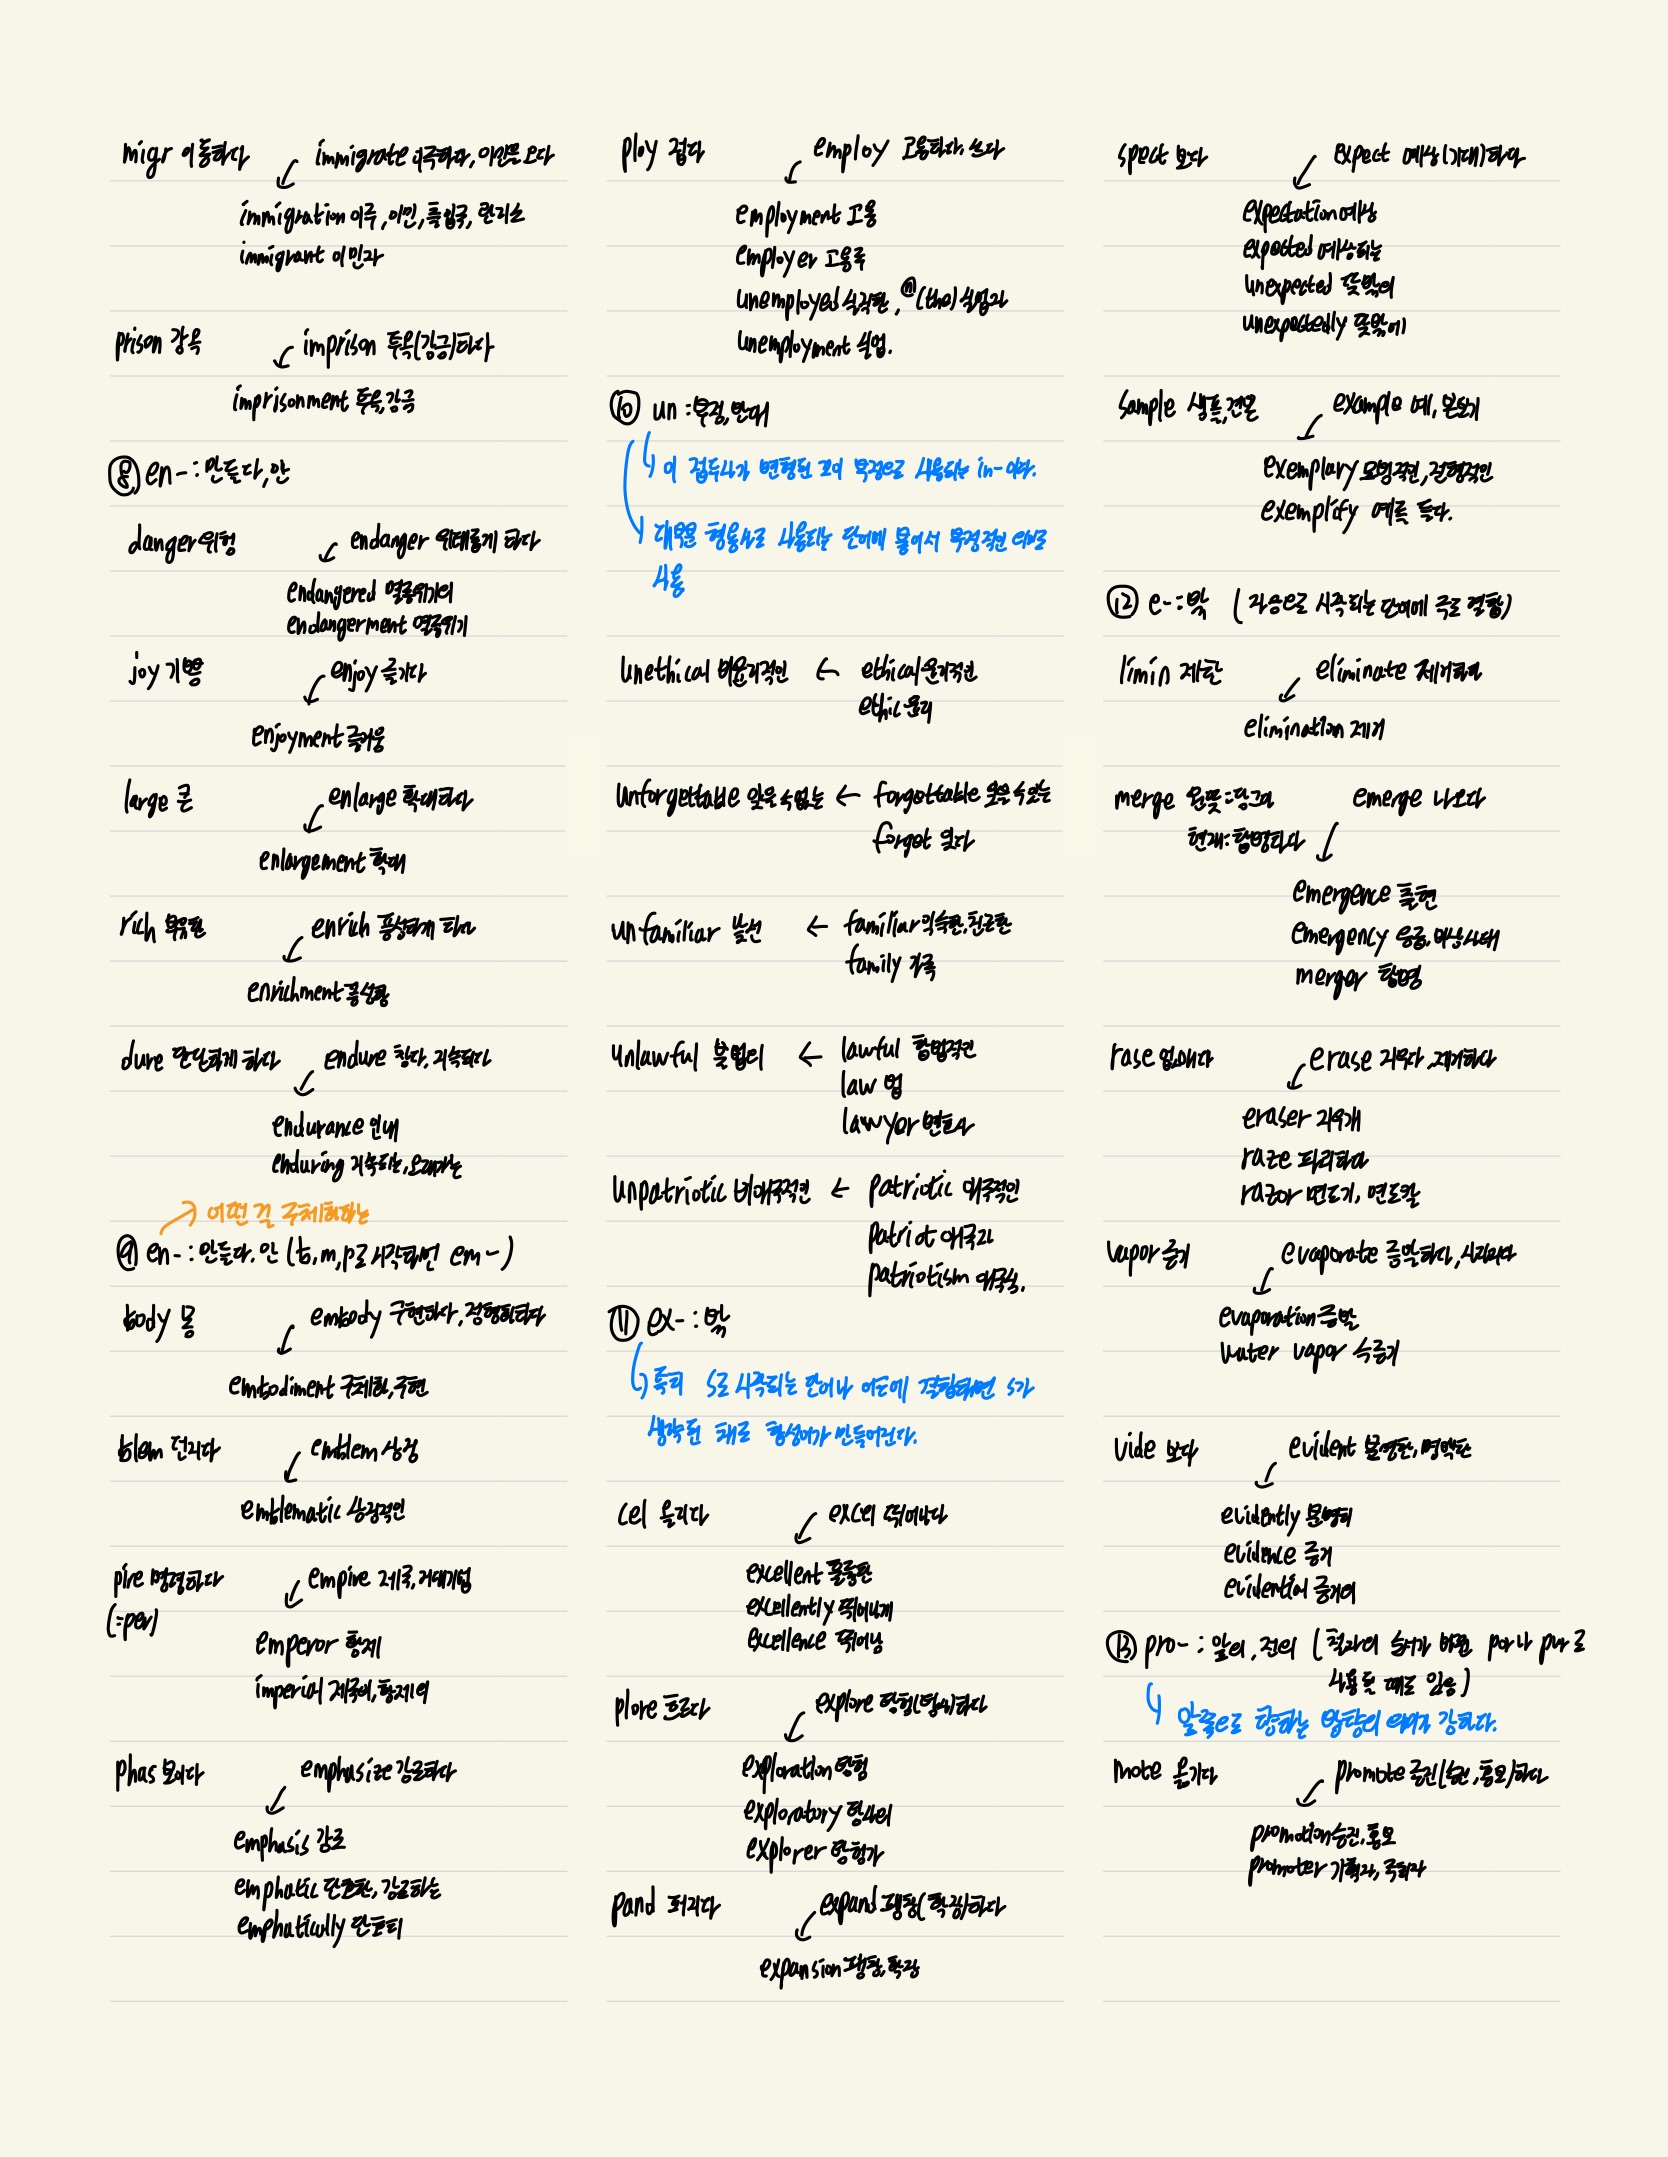 migr 이동하다 immigrate 이주하다, 이민오다
immigration 이주, 이민, 출입국, 관리소
immigrant 이민자
prison 감옥 imprison 투옥(감금)하다
imprisonment 투옥, 감금
⑧ en- : 만들다, 안
danger 위험 endanger 위태롭게 하다
endangered 멸종위기의
endangerment 멸종위기
joy 기쁨 enjoy 즐기다
enjoyment 즐거움
large 큰 enlarge 확대하다
enlargement 확대
rich 부유한 enrich 풍성하게 하다
enrichment 풍성함
dure 단단하게 하다 endure 참다, 지속되다
endurance 인내
enduring 지속되는, 오래가는
어떤 걸 구체화하는
⑨ en- : 만들다. 안 (b, m, p로 시작되면 em-)
body 몸 embody 구현하다, 정형화하다
embodiment 구체화, 구현
blem 던지다 emblem 상징
emblematic 상징적인
pire 명령하다 empire 제국, 거대기업
(=per)
emperor 황제
imperial 제국의, 황제의
phas 보이다 emphasize 강조하다
emphasis 강조
emphatic 단호한, 강조하는
emphatically 단호히
ploy 접다 employ 고용하다, 쓰다
employment 고용
employer 고용주
unemployed 실직한, ⓝ(the) 실업자
unemployment 실업.
⑩ un : 부정, 반대
이 접두사가 변형된 것이 부정으로 사용되는 in-이다.
대부분 형용사로 사용되는 단어에 붙어서 부정적인 의미로
사용
unethical 비윤리적인 ← ethical 윤리적인
ethic 윤리
unforgettable 잊을 수 없는 ← forgettable 잊을 수 있는
forget 잊다
unfamiliar 낯선 ← familiar 익숙한, 친근한
family 가족
unlawful 불법의 ← lawful 합법적인
law 법
lawyer 변호사
unpatriotic 비애국적인 ← patriotic 애국적인
patriot 애국자
patriotism 애국심.
⑪ ex- : 밖
특히 s로 시작되는 단어나 어근에 결합되면 s가
생략된 채로 합성어가 만들어진다.
cel 올리다 excel 뛰어나다
excellent 훌륭한
excellently 뛰어나게
excellence 뛰어남
plore 흐르다 explore 탐험(탐사)하다
exploration 탐험
exploratory 탐사의
explorer 탐험가
pand 퍼지다 expand 팽창(확장)하다
expansion 팽창, 확장
spect 보다 expect 예상(기대)하다
expectation 예상
expected 예상되는
unexpected 뜻밖의
unexpectedly 뜻밖에
sample 샘플, 견본 example 예, 본보기
exemplary 모범적인, 전형적인
exemplify 예를 들다.
⑫ e- : 밖 (자음으로 시작되는 단어에 주로 결합)
limin 제한 eliminate 제거하다
elimination 제거
merge 원뜻:담그다 emerge 나오다
현재:합병하다
emergence 출현
emergency 응급, 비상사태
merger 합병
rase 없애다 erase 지우다, 제거하다
eraser 지우개
raze 파괴하다
razor 면도기, 면도칼
vapor 증기 evaporate 증발하다, 사라지다
evaporation 증발
water vapor 수증기
vide 보다 evident 분명한, 명백한
evidently 분명히
evidence 증거
evidential 증거의
⑬ pro- : 앞의, 전의 (철자의 순서가 바뀐 por나 pur로
사용될 때도 있음)
앞쪽으로 향하는 방향의 의미가 강하다.
mote 옮기다 promote 증진(승진, 홍보)하다
promotion 승진, 홍보
promoter 기획자, 주최자